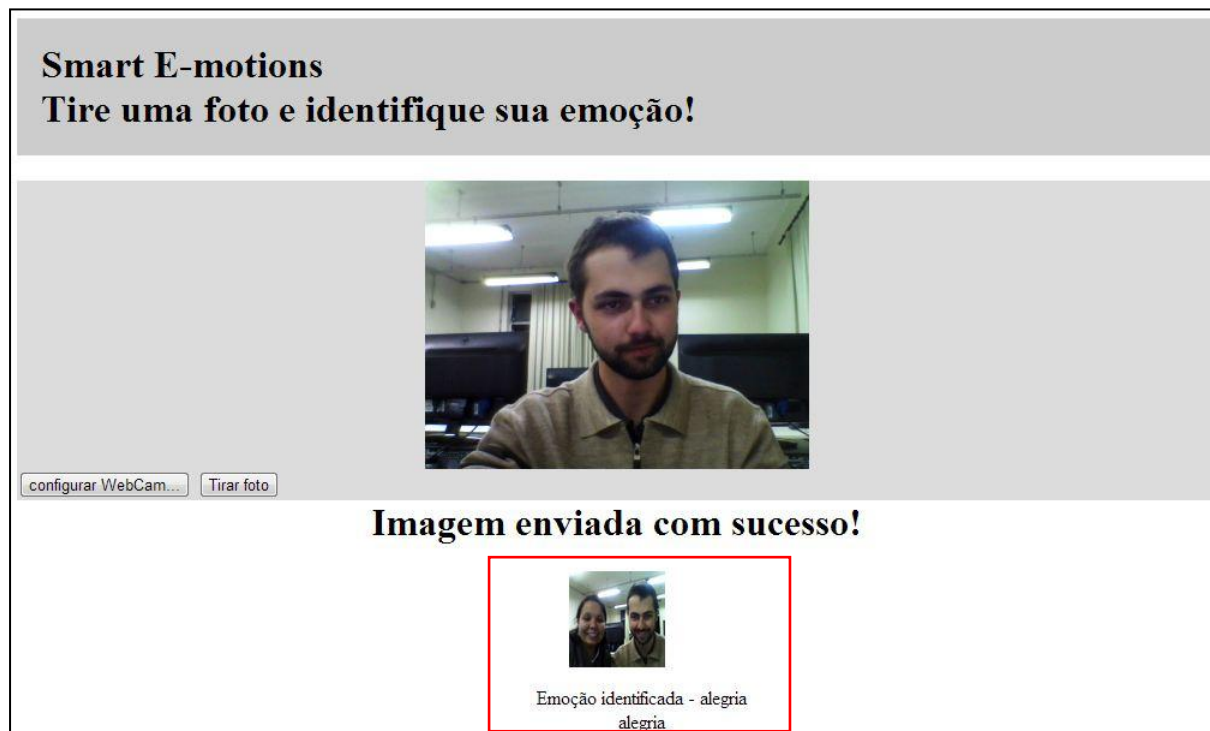 Smart E-motions
Tire uma foto e identifique sua emoção!
configurar WebCam... Tirar foto
Imagem enviada com sucesso!
Emoção identificada - alegria
alegria